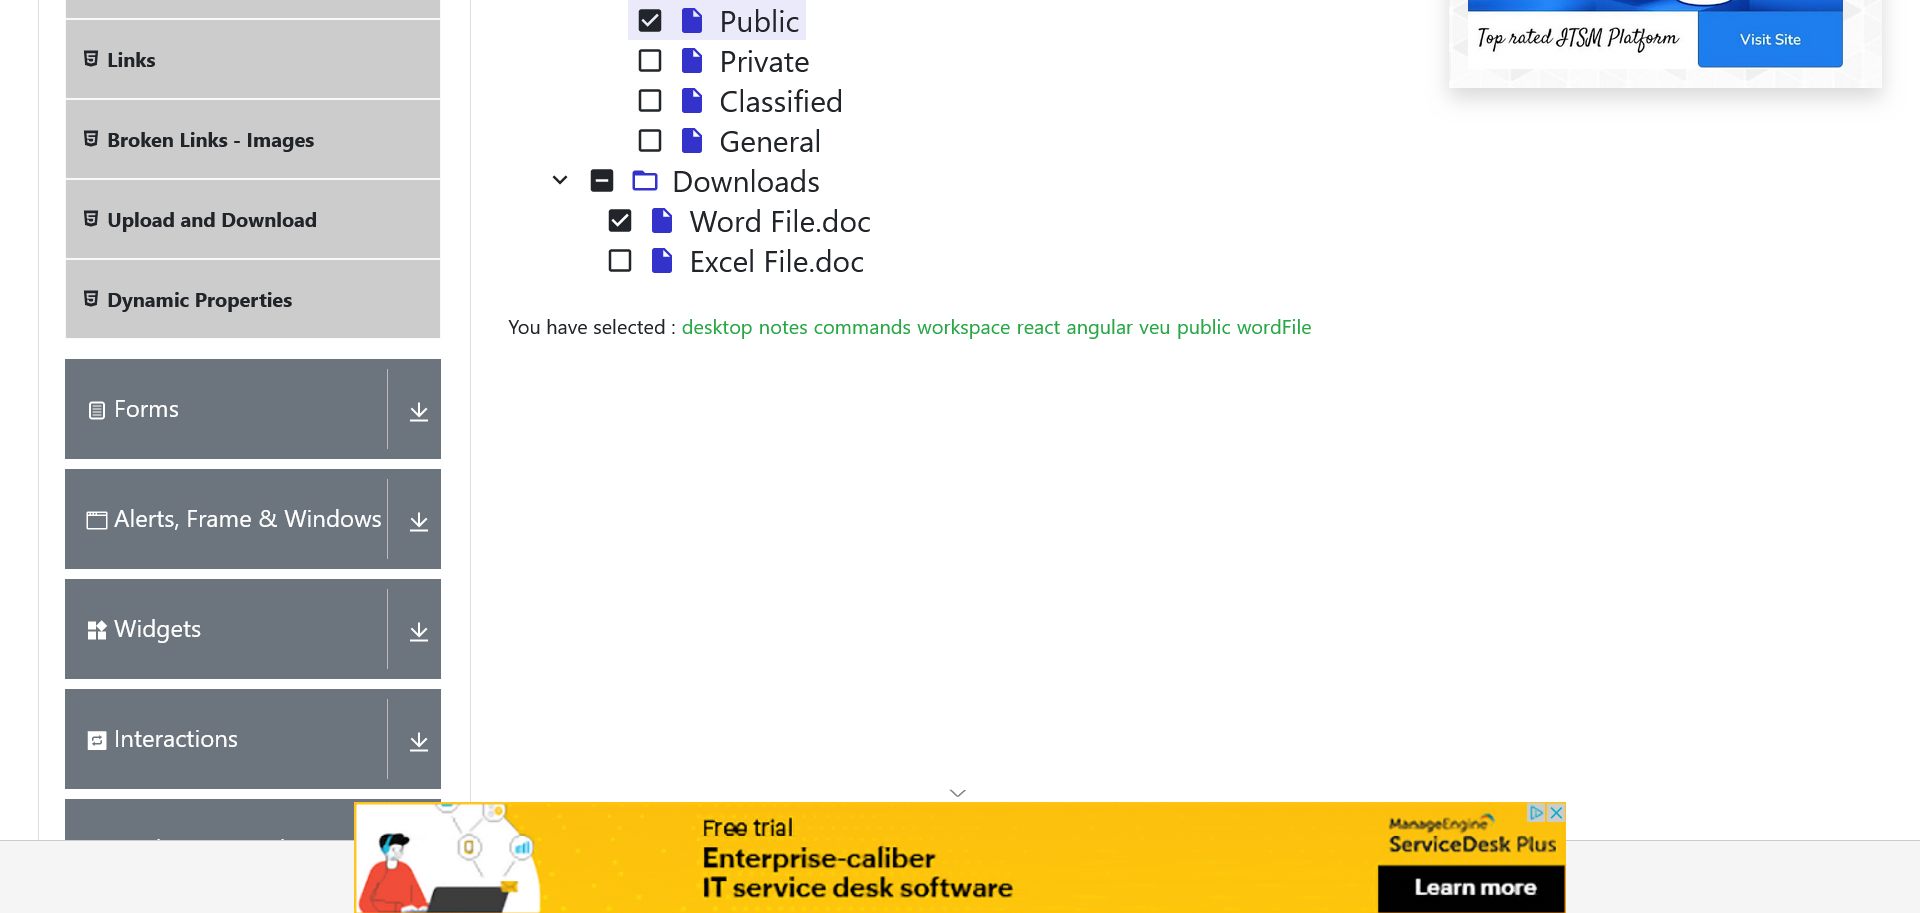 Links
Broken Links - Images
Upload and Download
Dynamic Properties
Forms
Alerts, Frame & Windows
Widgets
Interactions
Public
Private
Classified
General
Downloads
Word File.doc
Excel File.doc
You have selected : desktop notes commands workspace react angular veu public wordFile
Top rated ITSM Platform
Visit Site
Free trial
Enterprise-caliber
IT service desk software
ManageEngine
ServiceDesk Plus
Learn more